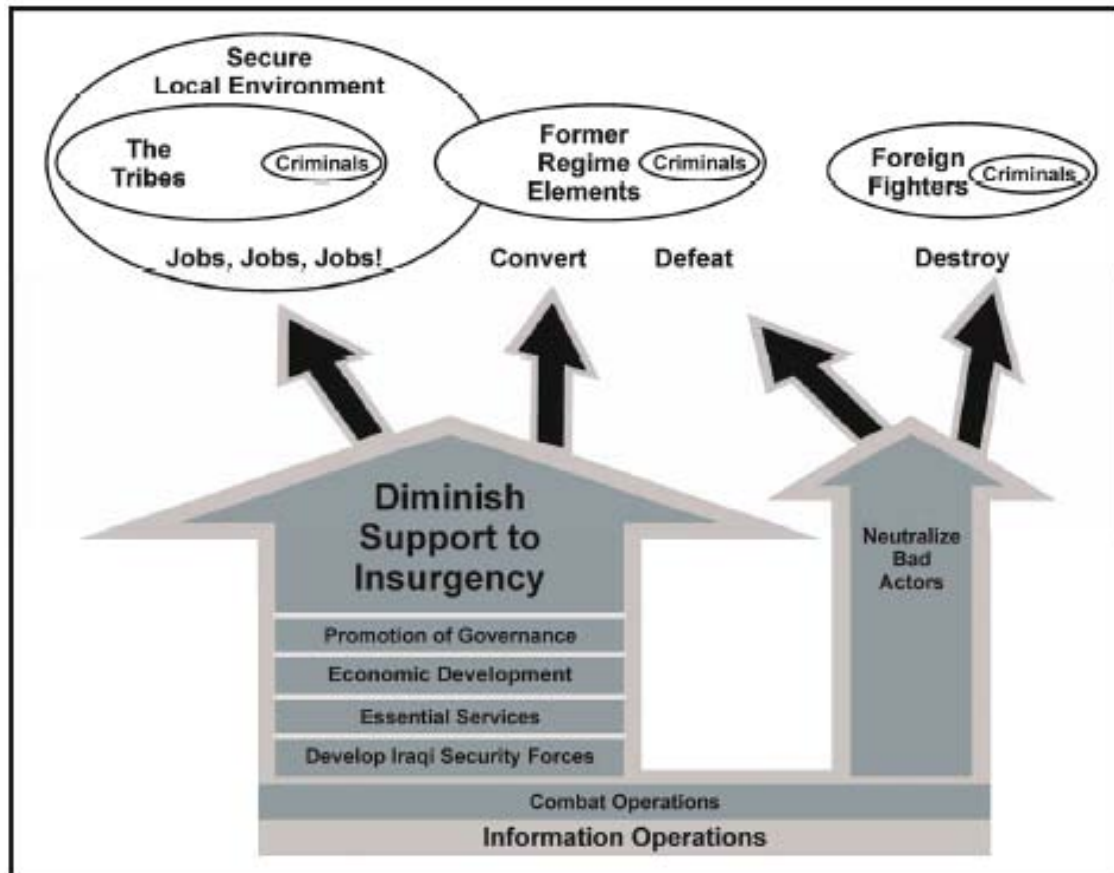 Secure
Local Environment
The
Tribes
Criminals
Jobs, Jobs, Jobs!
Former
Regime
Elements
Criminals
Foreign
Fighters
Criminals
Convert
Defeat
Destroy
Diminish
Support to
Insurgency
Promotion of Governance
Economic Development
Essential Services
Develop Iraqi Security Forces
Neutralize
Bad
Actors
Combat Operations
Information Operations